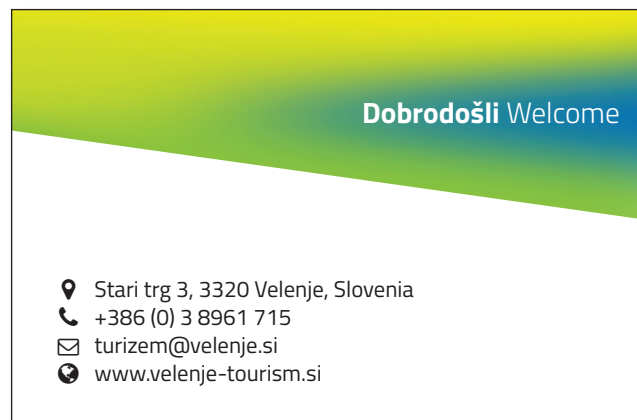 Dobrodošli Welcome
Stari trg 3, 3320 Velenje, Slovenia
+386 (0) 3 8961 715
turizem@velenje.si
www.velenje-tourism.si